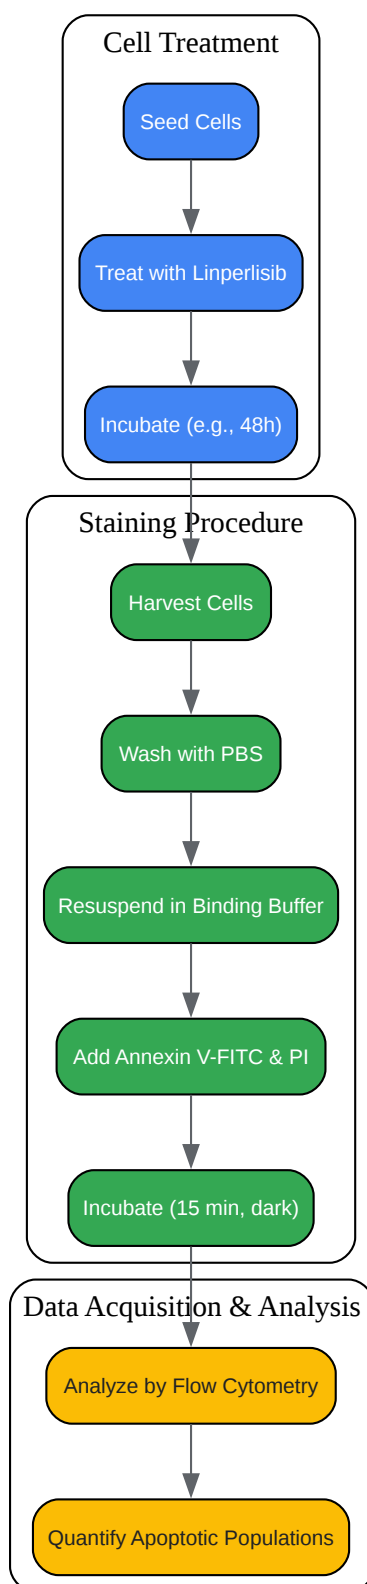 Cell Treatment
Seed Cells
Treat with Linperlisib
Incubate (e.g., 48h)
Staining Procedure
Harvest Cells
Wash with PBS
Resuspend in Binding Buffer
Add Annexin V-FITC & PI
Incubate (15 min, dark)
Data Acquisition & Analysis
Analyze by Flow Cytometry
Quantify Apoptotic Populations